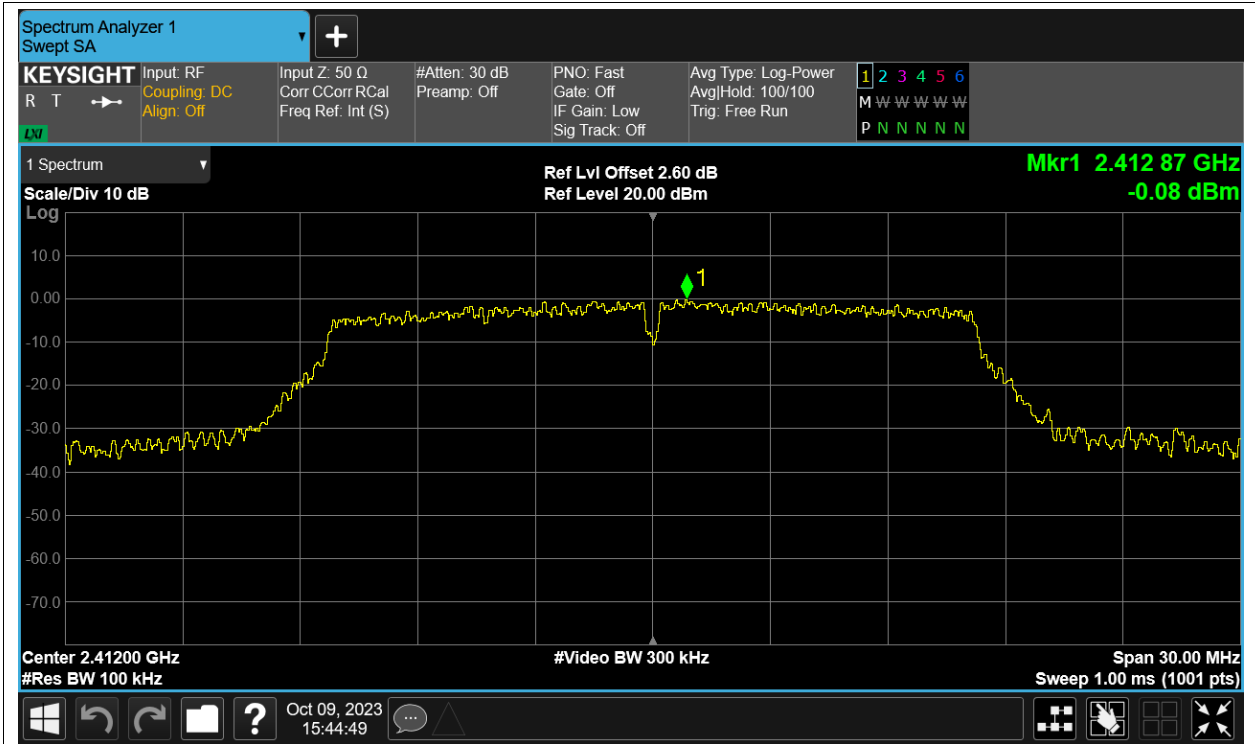 Spectrum Analyzer 1
Swept SA
KEYSIGHT
R T
LXI
Input: RF
Coupling: DC
Align: Off
Input Z: 50 Ω
Corr CCorr RCal
Freq Ref: Int (S)
#Atten: 30 dB
Preamp: Off
PNO: Fast
Gate: Off
IF Gain: Low
Sig Track: Off
Avg Type: Log-Power
Avg|Hold: 100/100
Trig: Free Run
1 2 3 4 5 6
M W W W W W W
P N N N N N
1 Spectrum
Scale/Div 10 dB
Log
Ref Lvl Offset 2.60 dB
Ref Level 20.00 dBm
Mkr1 2.412 87 GHz
-0.08 dBm
10.0
0.00
-10.0
-20.0
-30.0
-40.0
-50.0
-60.0
-70.0
1
Center 2.41200 GHz
#Res BW 100 kHz
#Video BW 300 kHz
Span 30.00 MHz
Sweep 1.00 ms (1001 pts)
?
Oct 09, 2023
15:44:49